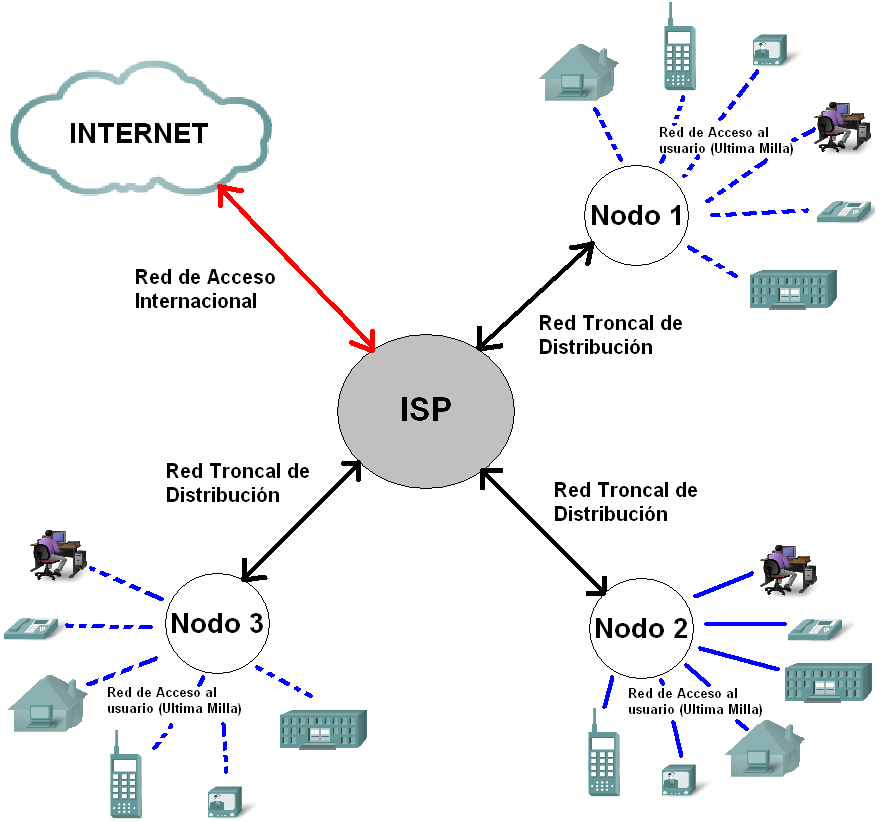 INTERNET
Red de Acceso al
usuario (Ultima Milla)
Nodo 1
Red de Acceso
Internacional
Red Troncal de
Distribución
ISP
Red Troncal de
Distribución
Red Troncal de
Distribución
Nodo 3
Nodo 2
Red de Acceso al
usuario (Ultima Milla)
Red de Acceso al
usuario (Ultima Milla)